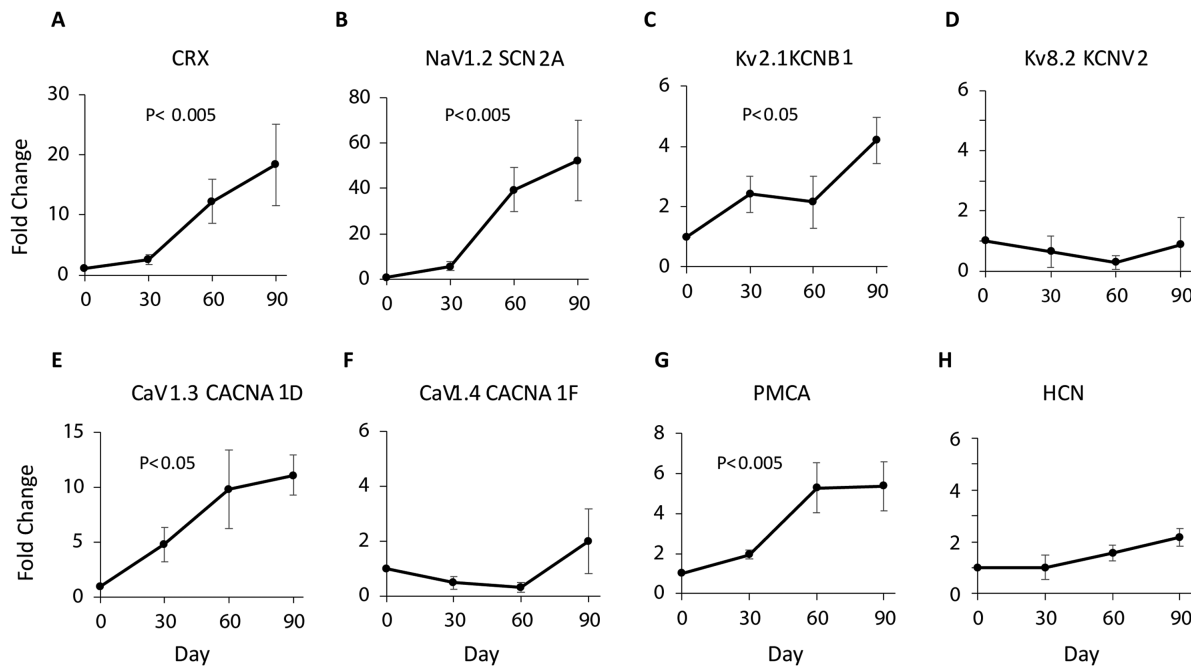 A
B
C
D
CRX
NaV1.2 SCN2A
Kv2.1KCNB1
Kv8.2 KCNV2
Fold Change
30
20
10
0
P< 0.005
0 30 60 90
80
60
40
20
0
P<0.005
0 30 60 90
6
4
2
0
P<0.05
0 30 60 90
6
4
2
0
0 30 60 90
E
F
G
H
CaV1.3 CACNA1D
CaV1.4 CACNA1F
PMCA
HCN
Fold Change
15
10
5
0
P<0.05
0 30 60 90
Day
6
4
2
0
0 30 60 90
Day
8
6
4
2
0
P<0.005
0 30 60 90
Day
6
4
2
0
0 30 60 90
Day